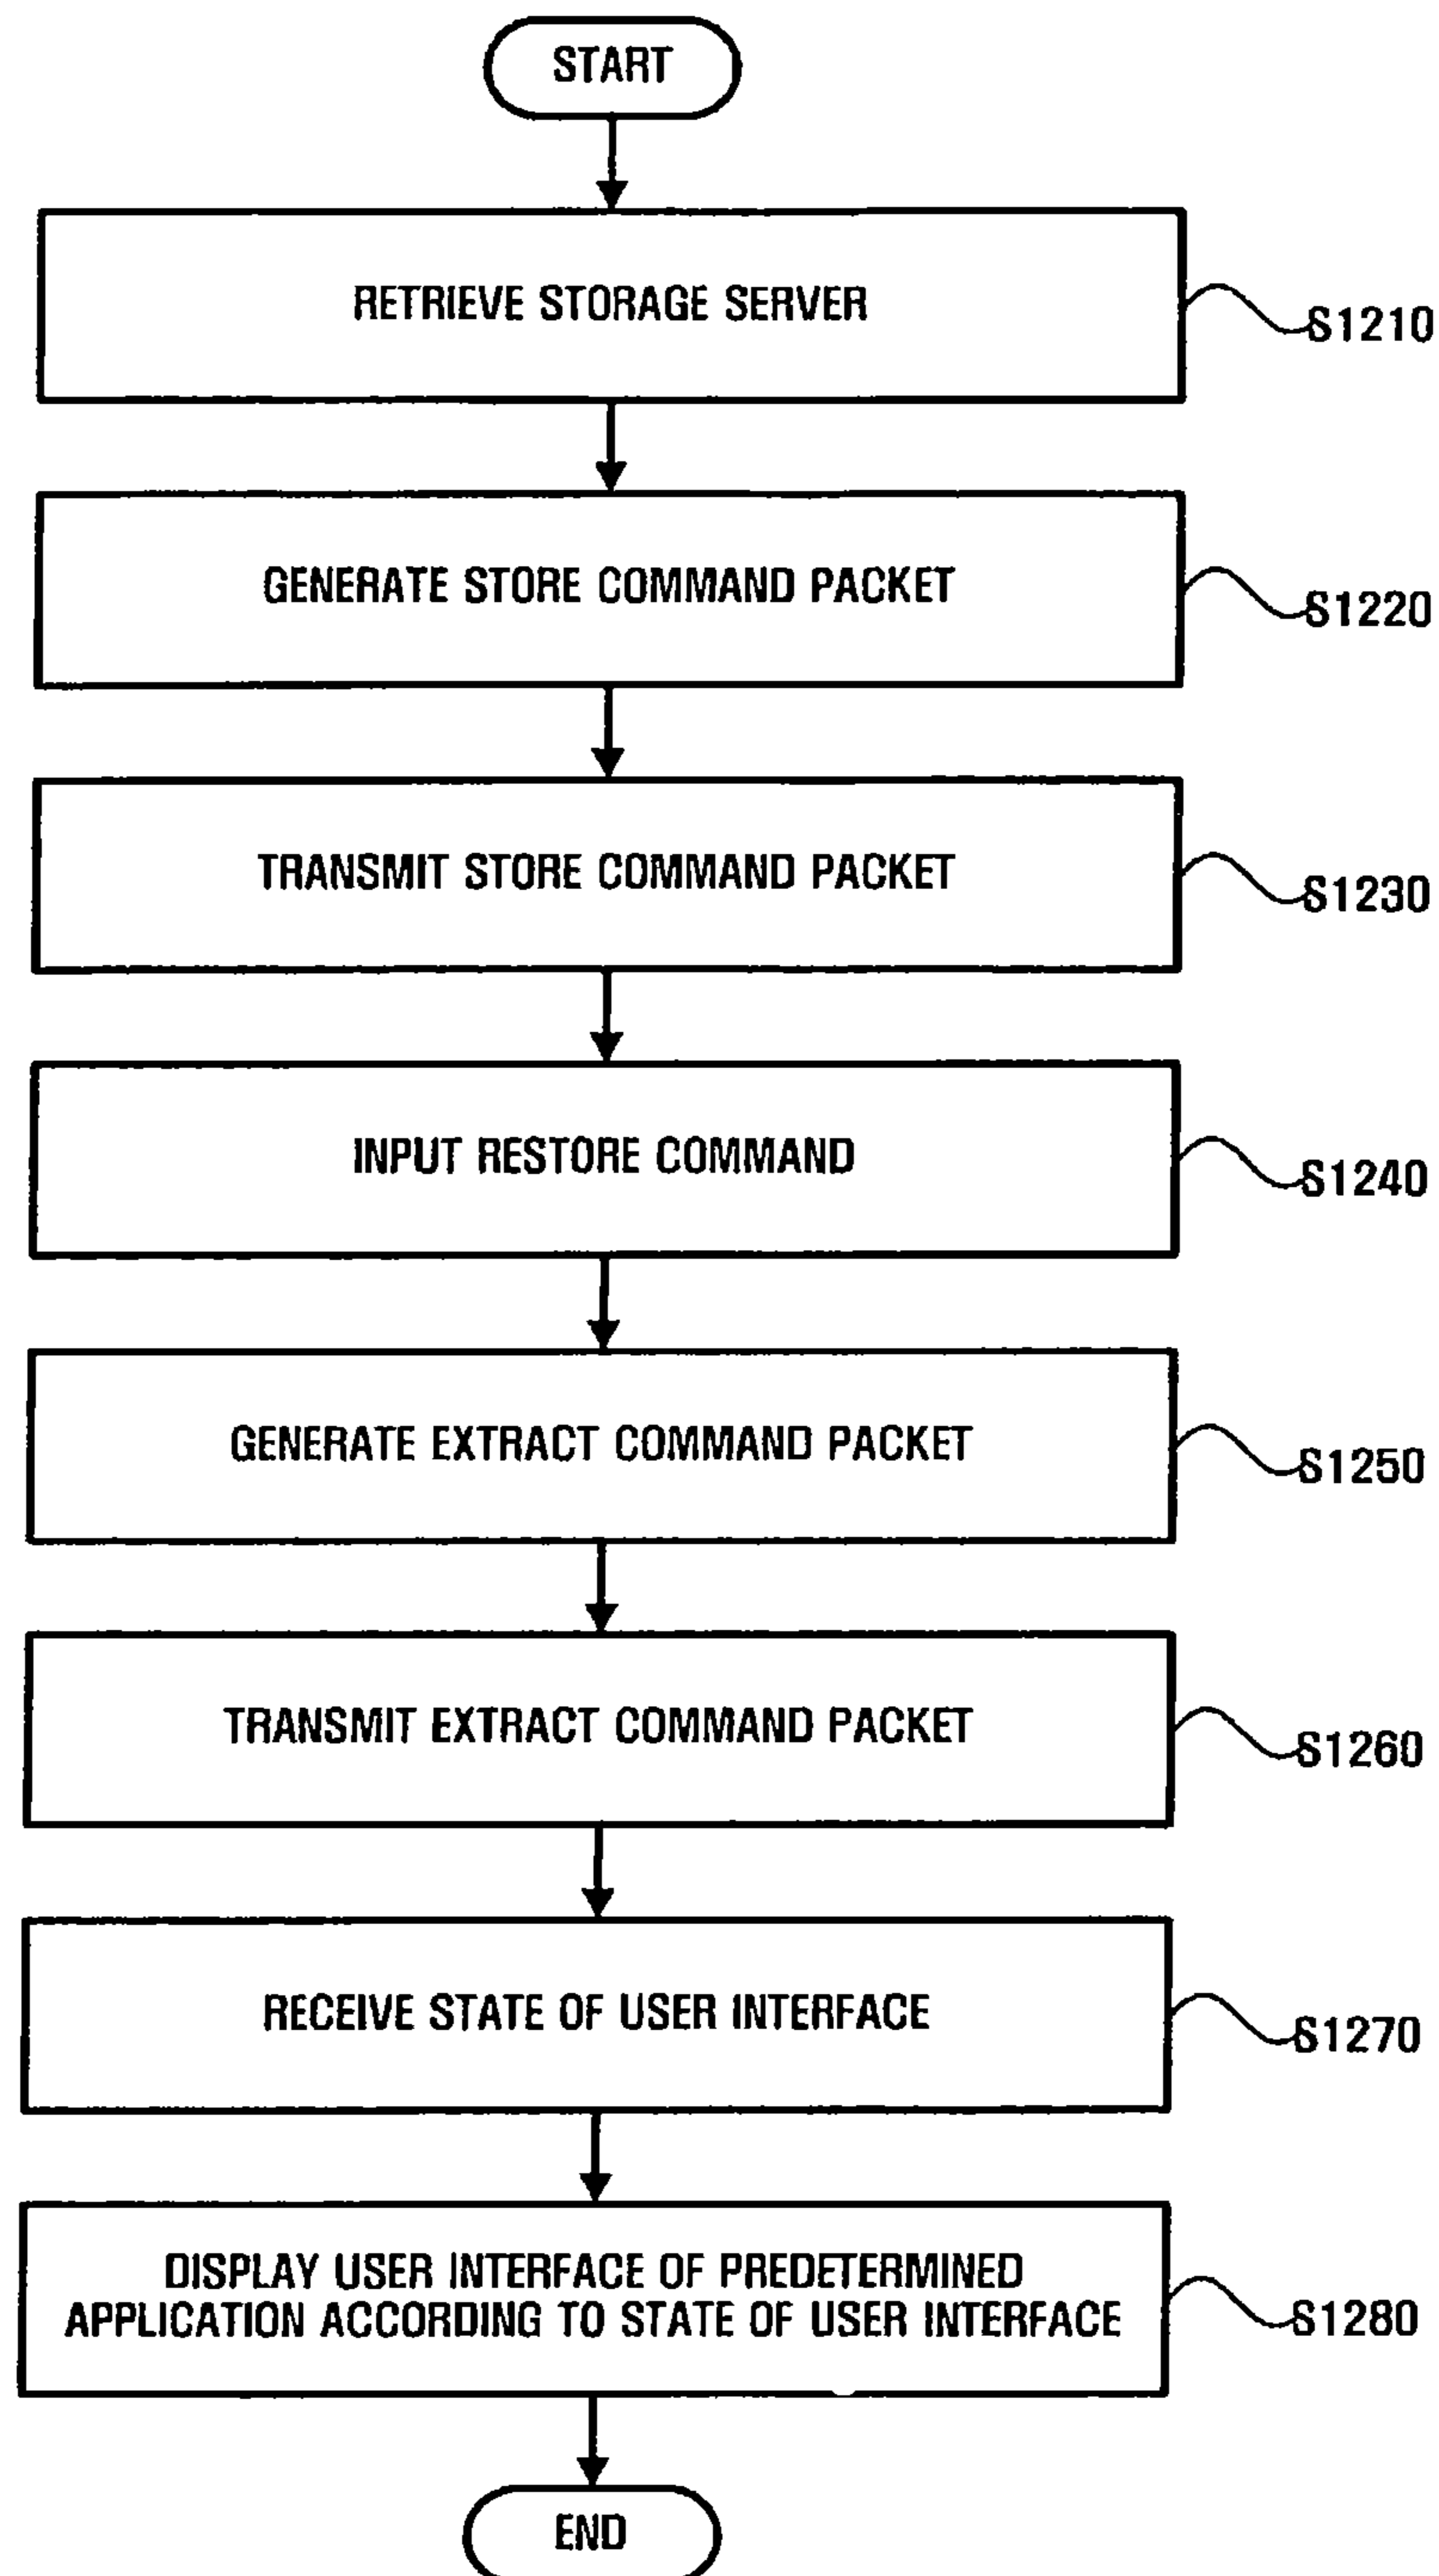 START
RETRIEVE STORAGE SERVER
S1210
GENERATE STORE COMMAND PACKET
S1220
TRANSMIT STORE COMMAND PACKET
S1230
INPUT RESTORE COMMAND
S1240
GENERATE EXTRACT COMMAND PACKET
S1250
TRANSMIT EXTRACT COMMAND PACKET
S1260
RECEIVE STATE OF USER INTERFACE
S1270
DISPLAY USER INTERFACE OF PREDETERMINED
APPLICATION ACCORDING TO STATE OF USER INTERFACE
S1280
END